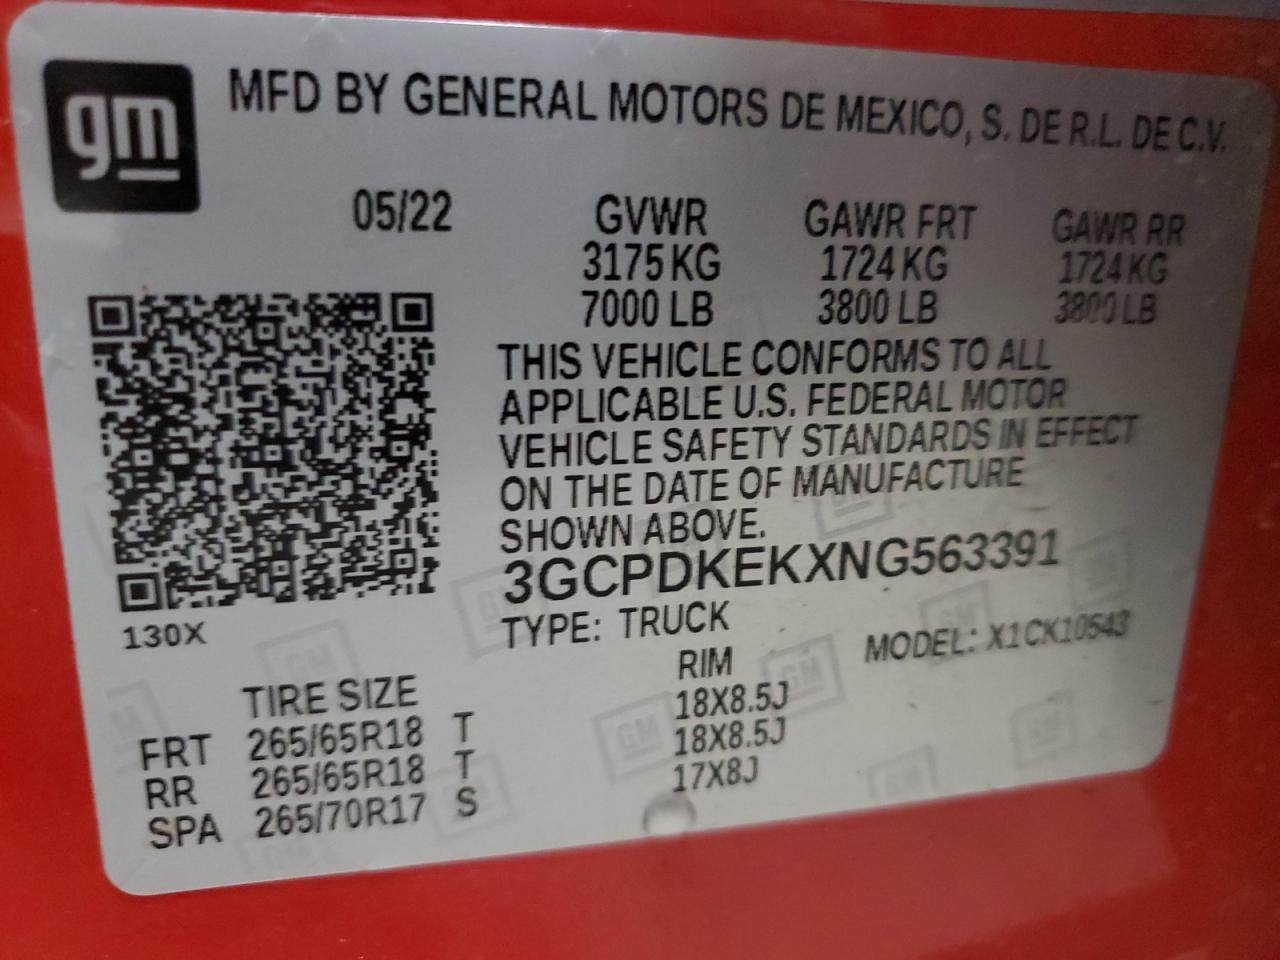 gm
MFD BY GENERAL MOTORS DE MEXICO, S. DE R.L. DE C.V.
05/22
GVWR GAWR FRT GAWR RR
3175 KG 1724 KG 1724 KG
7000 LB 3800 LB 3800 LB
THIS VEHICLE CONFORMS TO ALL
APPLICABLE U.S. FEDERAL MOTOR
VEHICLE SAFETY STANDARDS IN EFFECT
ON THE DATE OF MANUFACTURE
SHOWN ABOVE.
3GCPDKEKXNG563391
130X
TYPE: TRUCK MODEL: X1CK10543
TIRE SIZE RIM
FRT 265/65R18 T 18X8.5J
RR 265/65R18 T 18X8.5J
SPA 265/70R17 S 17X8J